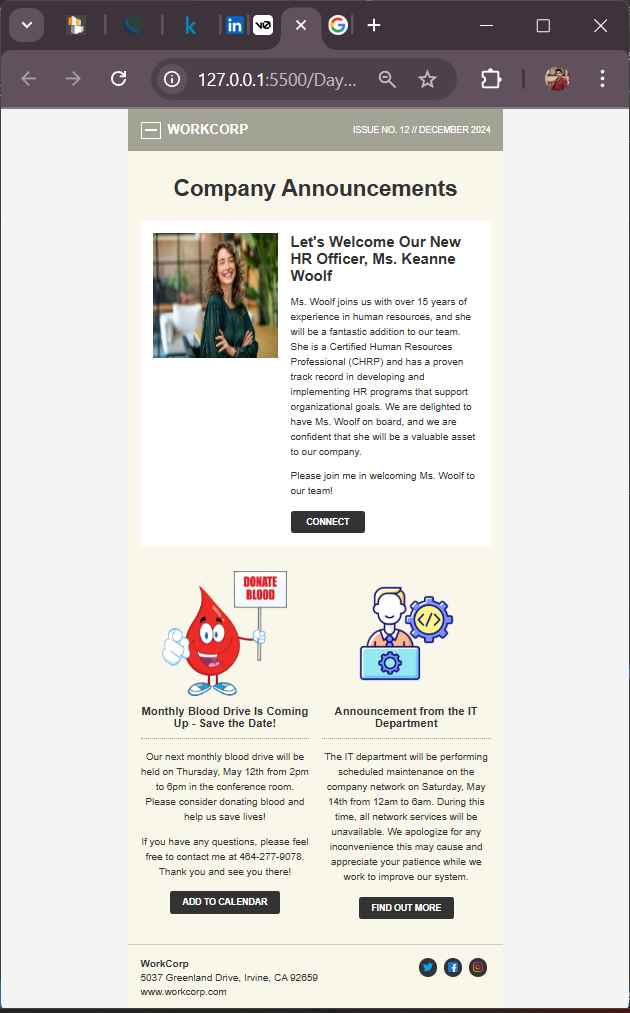 127.0.0.1:5500/Day...
WORKCORP
ISSUE NO. 12 // DECEMBER 2024
Company Announcements
Let's Welcome Our New
HR Officer, Ms. Keanne
Woolf
Ms. Woolf joins us with over 15 years of
experience in human resources, and she
will be a fantastic addition to our team.
She is a Certified Human Resources
Professional (CHRP) and has a proven
track record in developing and
implementing HR programs that support
organizational goals. We are delighted to
have Ms. Woolf on board, and we are
confident that she will be a valuable asset
to our company.
Please join me in welcoming Ms. Woolf to
our team!
CONNECT
DONATE
BLOOD
Monthly Blood Drive Is Coming
Up - Save the Date!
Our next monthly blood drive will be
held on Thursday, May 12th from 2pm
to 6pm in the conference room.
Please consider donating blood and
help us save lives!
If you have any questions, please feel
free to contact me at 464-277-9078.
Thank you and see you there!
ADD TO CALENDAR
</>
Announcement from the IT
Department
The IT department will be performing
scheduled maintenance on the
company network on Saturday, May
14th from 12am to 6am. During this
time, all network services will be
unavailable. We apologize for any
inconvenience this may cause and
appreciate your patience while we
work to improve our system.
FIND OUT MORE
WorkCorp
5037 Greenland Drive, Irvine, CA 92659
www.workcorp.com